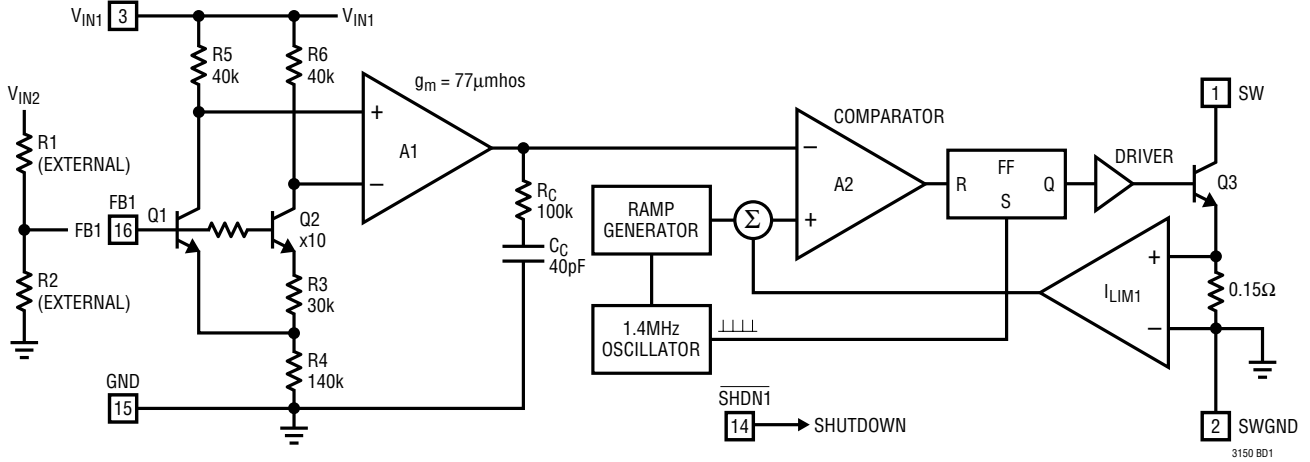 V_IN1 3 V_IN1
R5
40k
R6
40k
g_m = 77μmhos
V_IN2
R1
(EXTERNAL)
FB1
FB1 16
R2
(EXTERNAL)
Q1
Q2
x10
R3
30k
R4
140k
GND
15
+
A1
−
R_C
100k
C_C
40pF
COMPARATOR
−
A2
+
RAMP
GENERATOR
Σ
1.4MHz
OSCILLATOR
FF
R Q
S
DRIVER
1 SW
Q3
+
I_LIM1
−
0.15Ω
2 SWGND
SHDN1
14 SHUTDOWN
3150 BD1